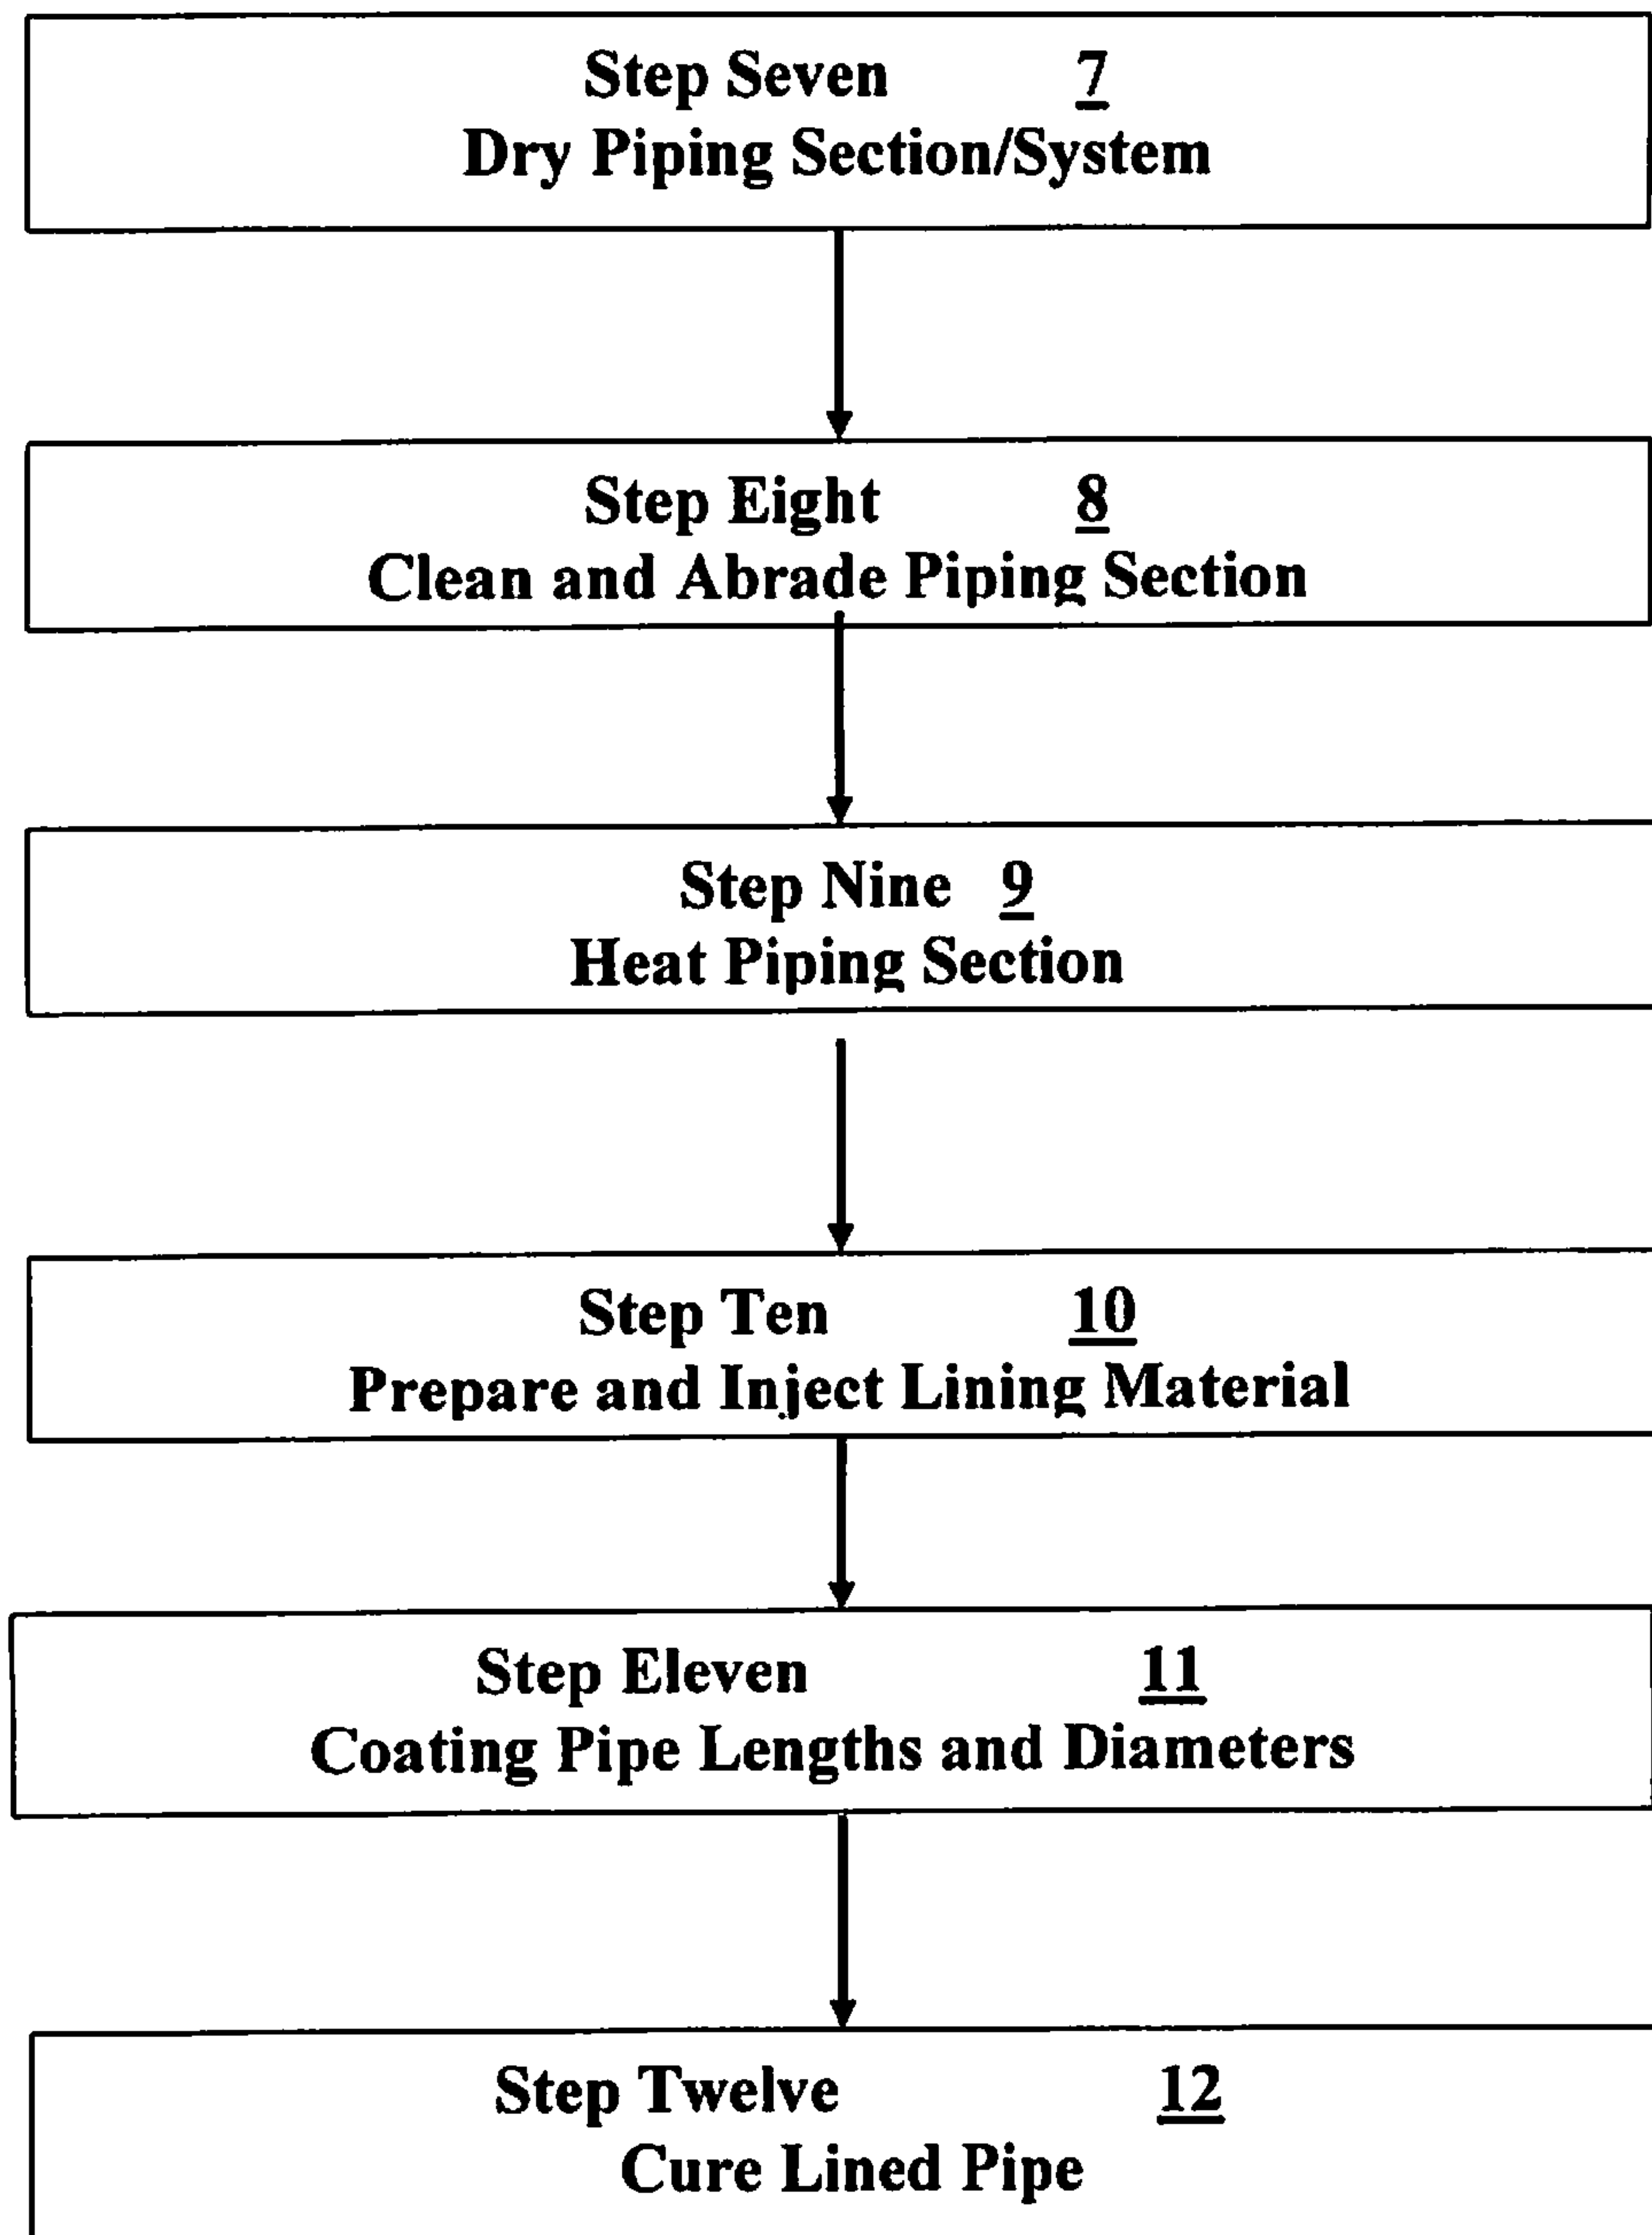 Step Seven 7
Dry Piping Section/System
Step Eight 8
Clean and Abrade Piping Section
Step Nine 9
Heat Piping Section
Step Ten 10
Prepare and Inject Lining Material
Step Eleven 11
Coating Pipe Lengths and Diameters
Step Twelve 12
Cure Lined Pipe